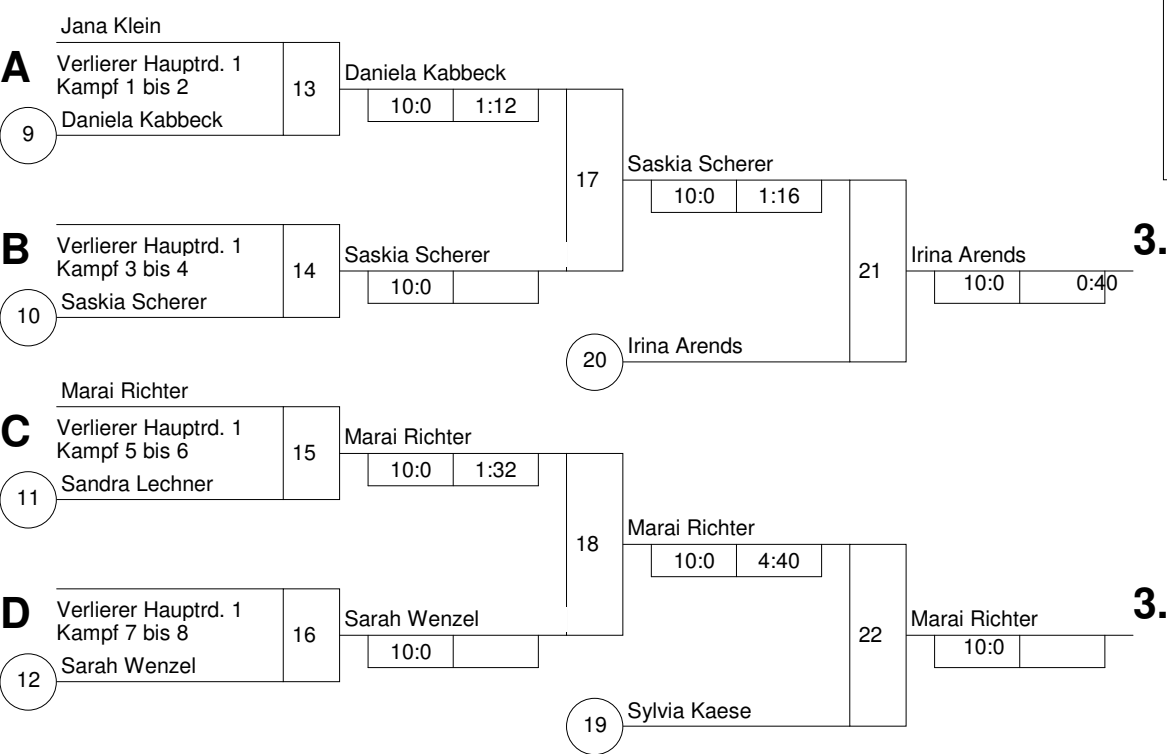 Jana Klein
A
Verlierer Hauptrd. 1
Kampf 1 bis 2
13
9
Daniela Kabbeck
Daniela Kabbeck
10:0 1:12
17
Saskia Scherer
10:0 1:16
B
Verlierer Hauptrd. 1
Kampf 3 bis 4
14
10
Saskia Scherer
Saskia Scherer
10:0
21
Irina Arends
10:0 0:40
3.
20
Irina Arends
Marai Richter
C
Verlierer Hauptrd. 1
Kampf 5 bis 6
15
11
Sandra Lechner
Marai Richter
10:0 1:32
18
Marai Richter
10:0 4:40
D
Verlierer Hauptrd. 1
Kampf 7 bis 8
16
12
Sarah Wenzel
Sarah Wenzel
10:0
22
Marai Richter
10:0
3.
19
Sylvia Kaese